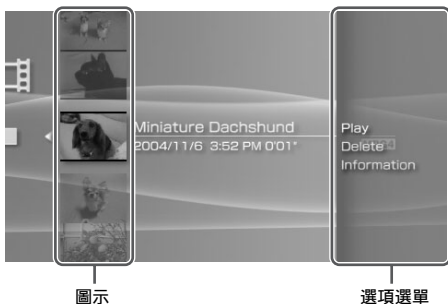 Miniature Dachshund
2004/11/6 3:52 PM 0'01"
Play
Delete
Information
圖示
選項選單